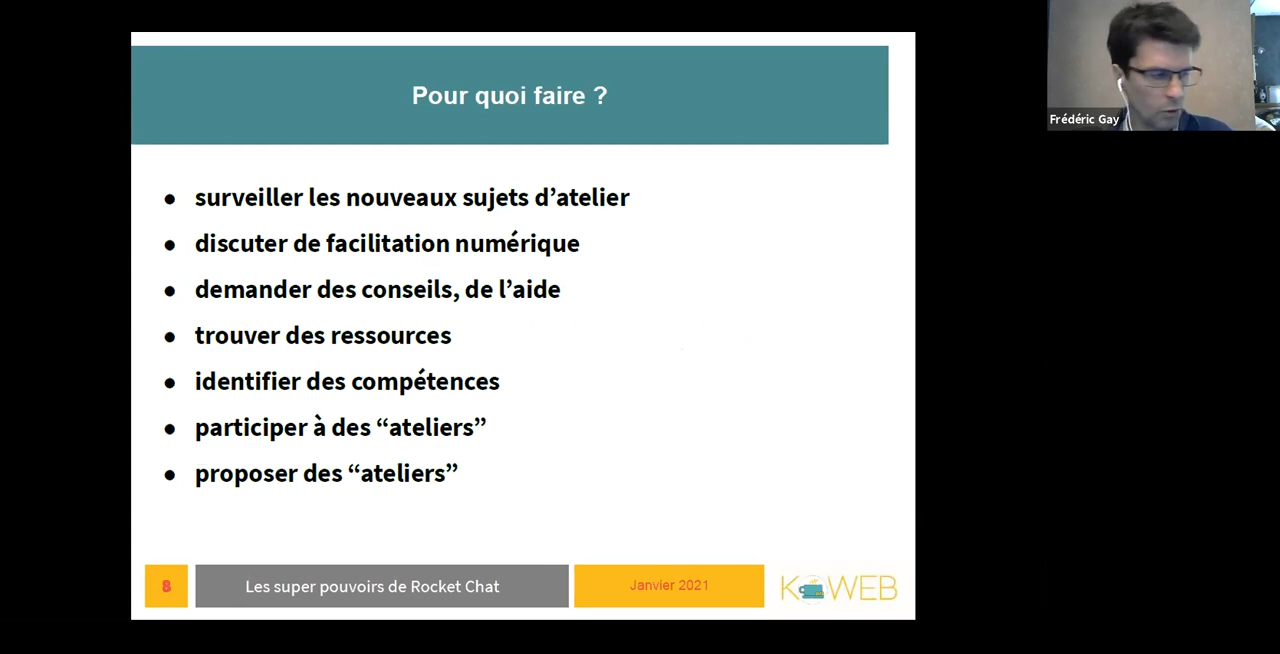 Pour quoi faire ?
Frédéric Gay
● surveiller les nouveaux sujets d’atelier
● discuter de facilitation numérique
● demander des conseils, de l’aide
● trouver des ressources
● identifier des compétences
● participer à des “ateliers”
● proposer des “ateliers”
8
Les super pouvoirs de Rocket Chat
Janvier 2021
K WEB